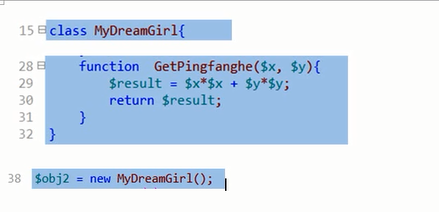 15 class MyDreamGirl{
28 function GetPingfanghe($x, $y){
29 $result = $x*$x + $y*$y;
30 return $result;
31 }
32 }
38 $obj2 = new MyDreamGirl();